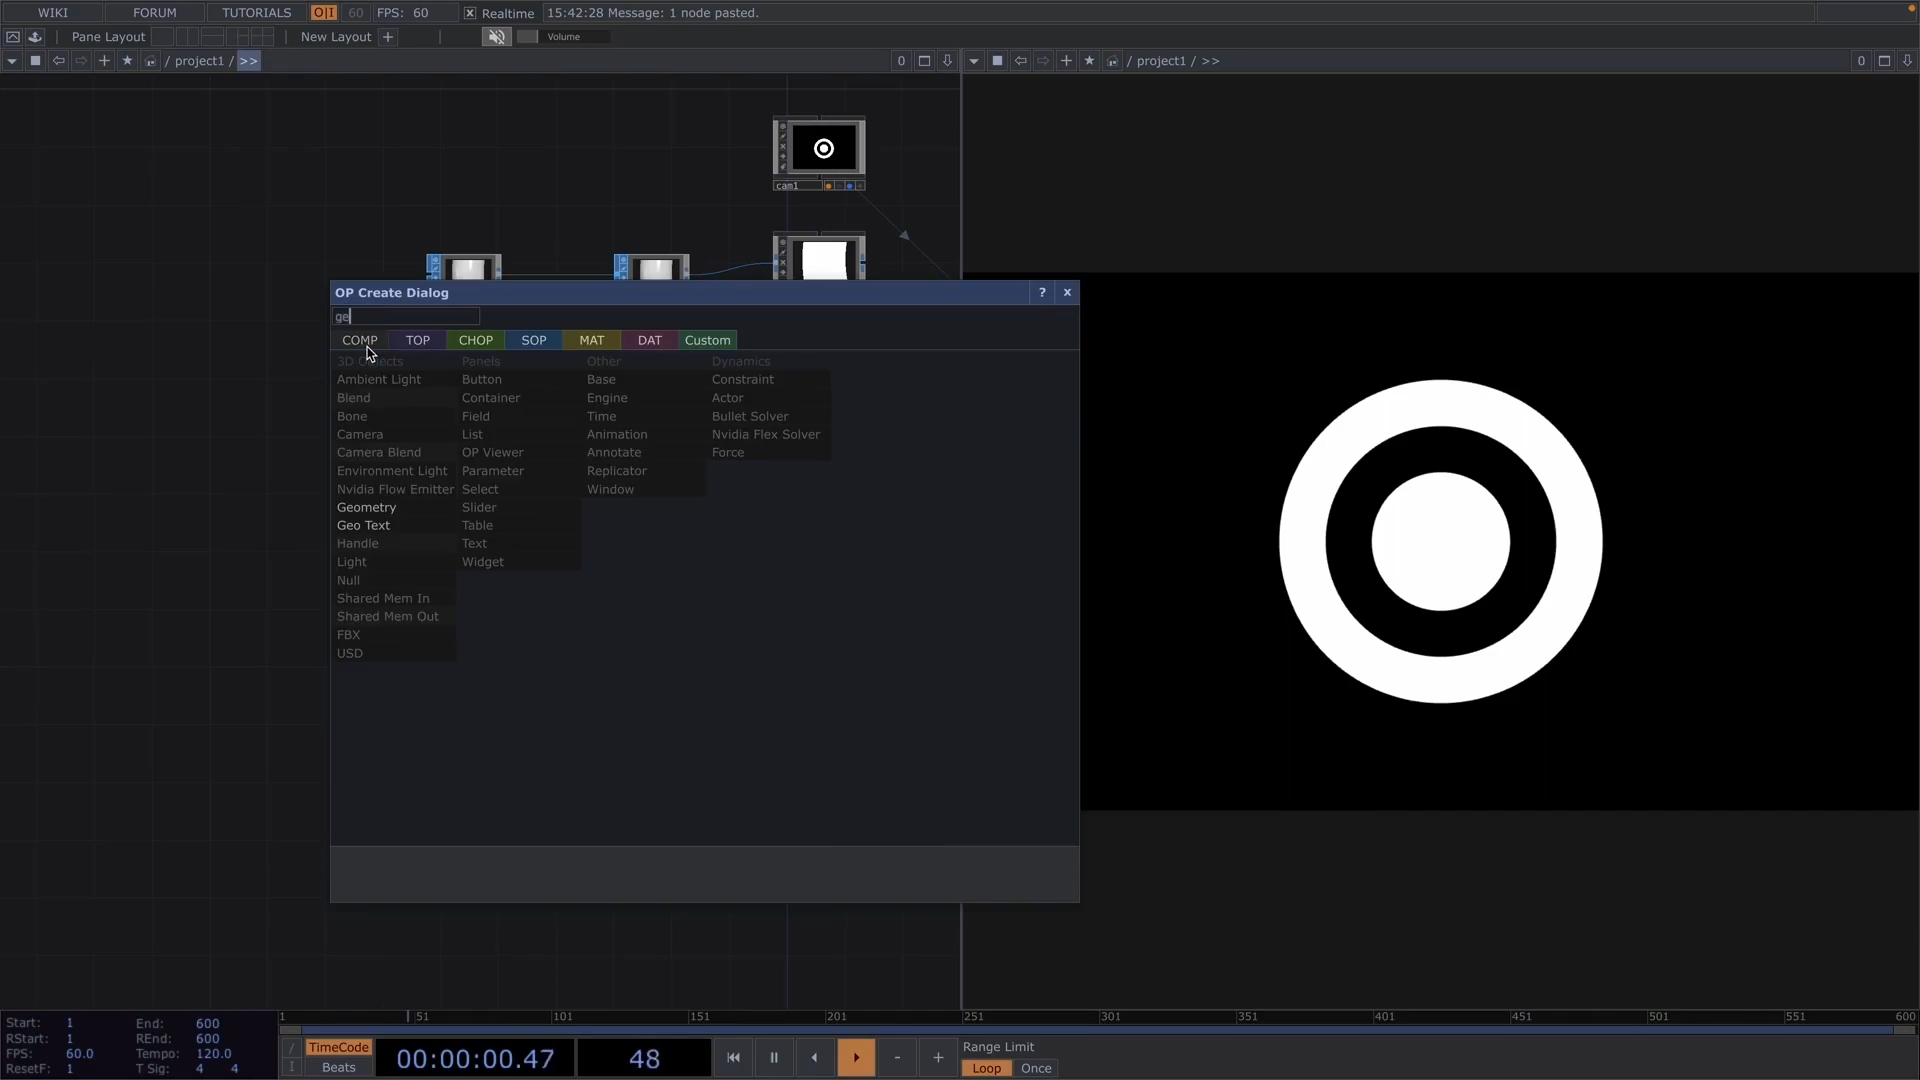 WIKI FORUM TUTORIALS O|I 60 FPS: 60 Realtime 15:42:28 Message: 1 node pasted.
Pane Layout New Layout + Volume
/ project1 / >> 0 / project1 / >> 0
cam1
OP Create Dialog ? x
ge
COMP TOP CHOP SOP MAT DAT Custom
3D Objects Panels Other Dynamics
Ambient Light Button Base Constraint
Blend Container Engine Actor
Bone Field Time Bullet Solver
Camera List Animation Nvidia Flex Solver
Camera Blend OP Viewer Annotate Force
Environment Light Parameter Replicator
Nvidia Flow Emitter Select Window
Geometry Slider
Geo Text Table
Handle Text
Light Widget
Null
Shared Mem In
Shared Mem Out
FBX
USD
1 51 101 151 201 251 301 351 401 451 501 551 600
Start: 1 End: 600
RStart: 1 REnd: 600
FPS: 60.0 Tempo: 120.0
ResetF: 1 T Sig: 4 4
TimeCode
Beats
00:00:00.47 48 - +
Range Limit
Loop Once